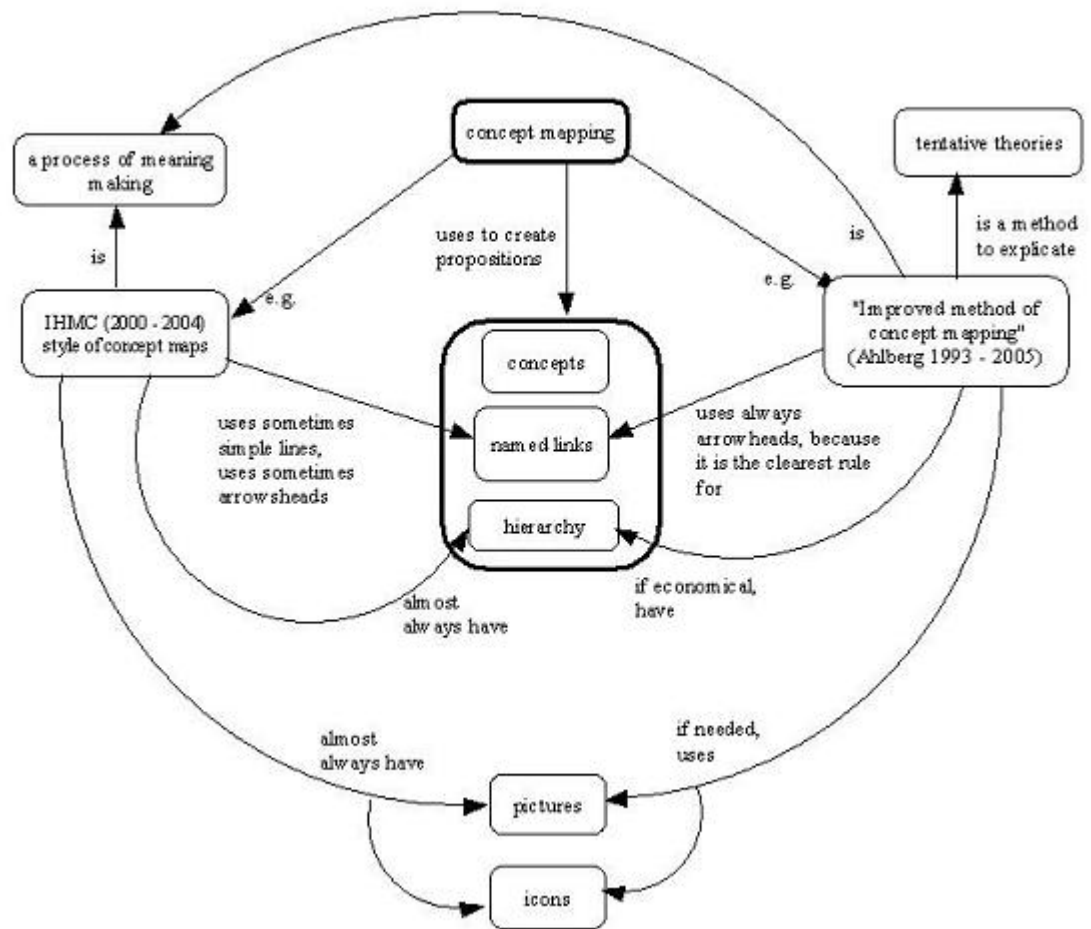 concept mapping
tentative theories
a process of meaning
making
is
is a method
to explicate
uses to create
propositions
is
e.g.
e.g.
IHMC (2000 - 2004)
style of concept maps
"Improved method of
concept mapping"
(Ahlberg 1993 - 2005)
concepts
named links
hierarchy
uses sometimes
simple lines,
uses sometimes
arrowsheads
uses always
arrowheads, because
it is the clearest rule
for
almost
always have
if economical,
have
almost
always have
if needed,
uses
pictures
icons